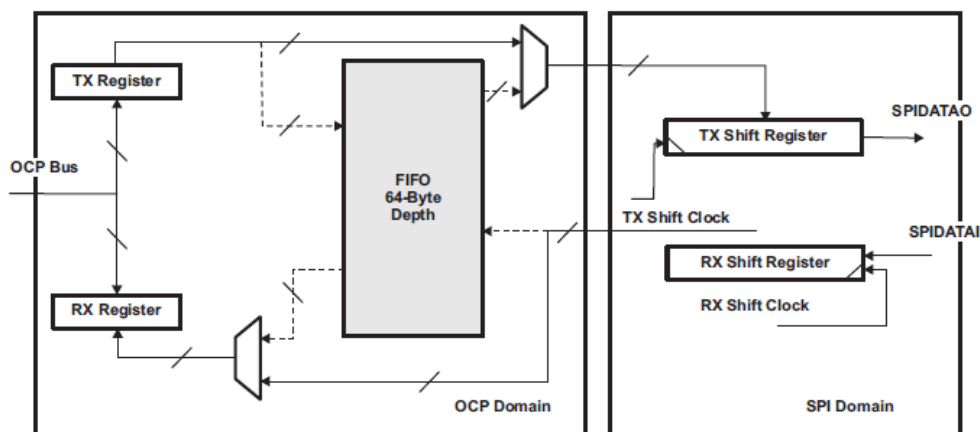 TX Register
SPIDATAO
TX Shift Register
OCP Bus
FIFO
64-Byte
Depth
TX Shift Clock
SPIDATAI
RX Shift Register
RX Register
RX Shift Clock
OCP Domain
SPI Domain